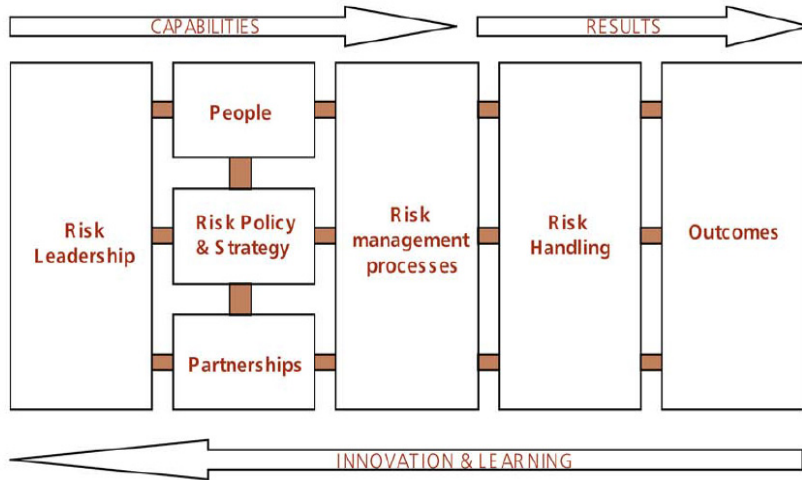 CAPABILITIES
RESULTS
Risk
Leadership
People
Risk Policy
& Strategy
Partnerships
Risk
management
processes
Risk
Handling
Outcomes
INNOVATION & LEARNING